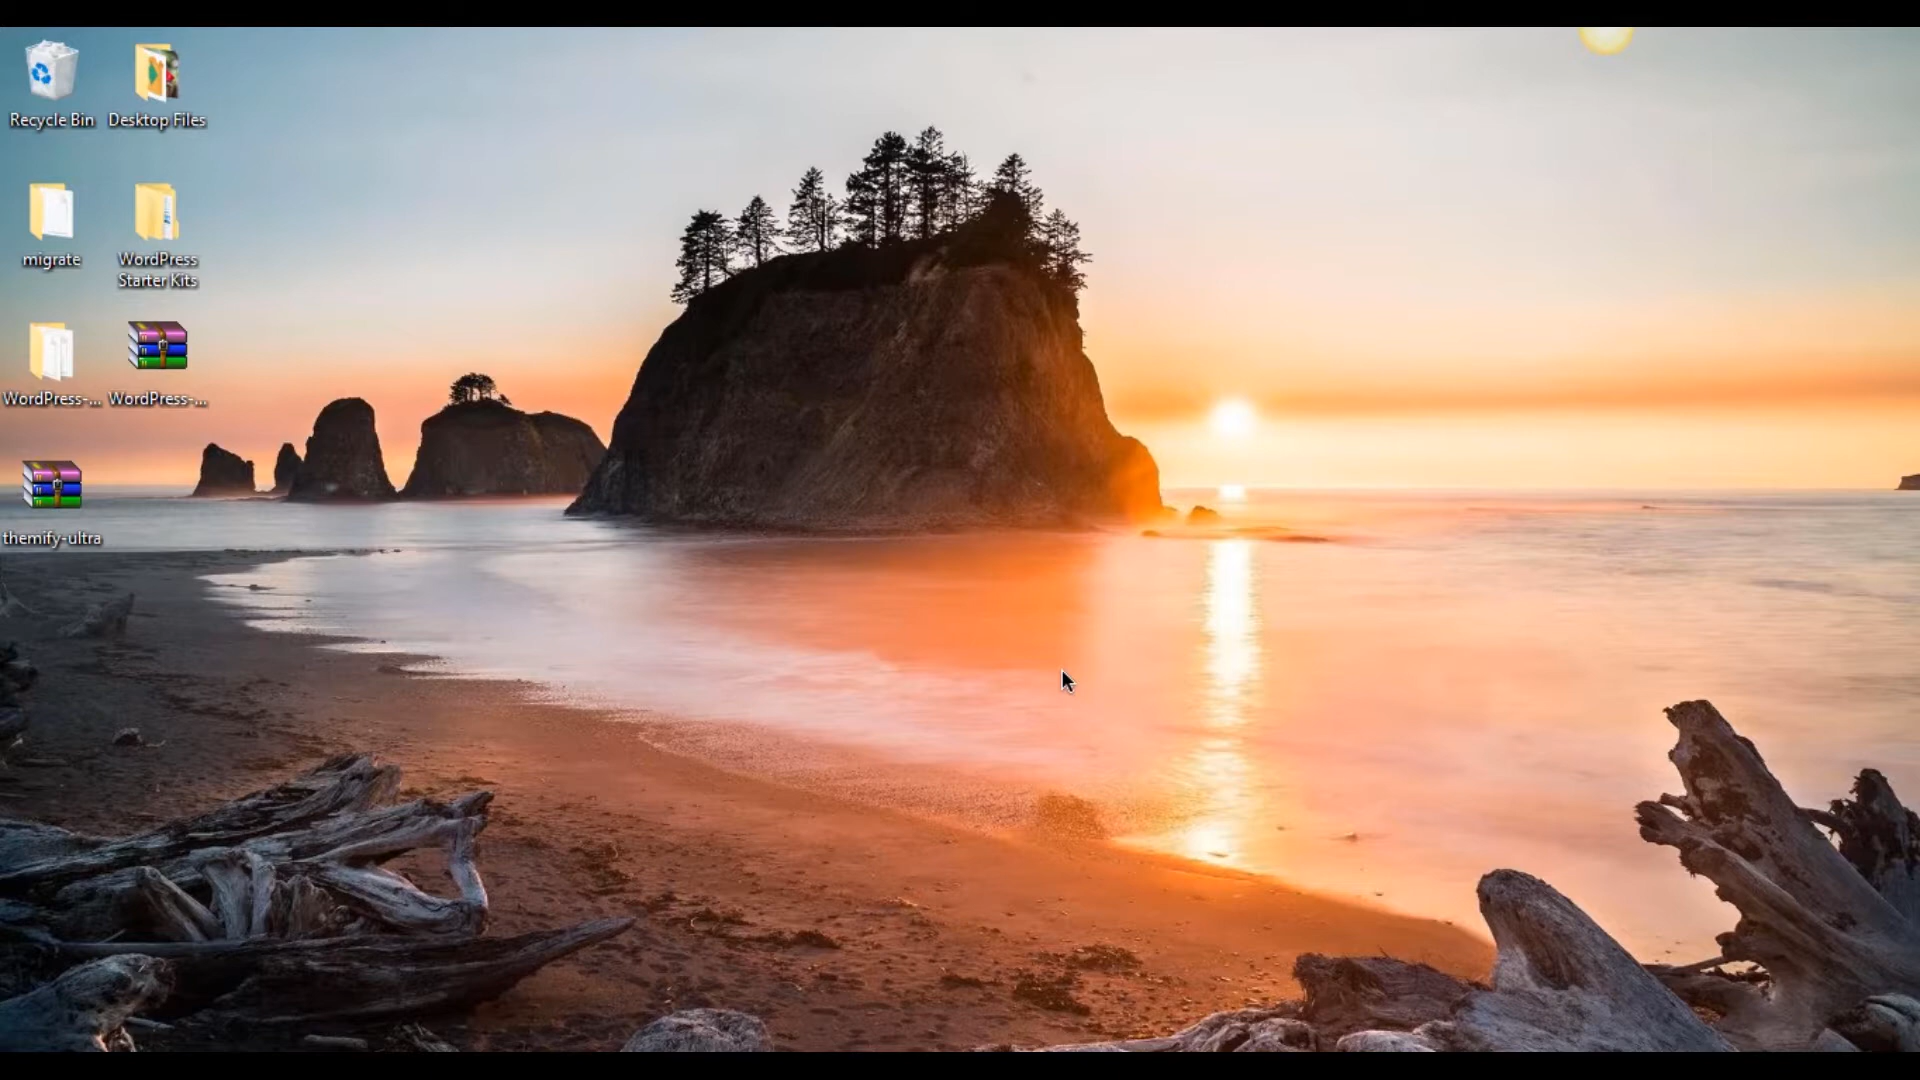 Recycle Bin
Desktop Files
migrate
WordPress
Starter Kits
WordPress-...
WordPress-...
themify-ultra